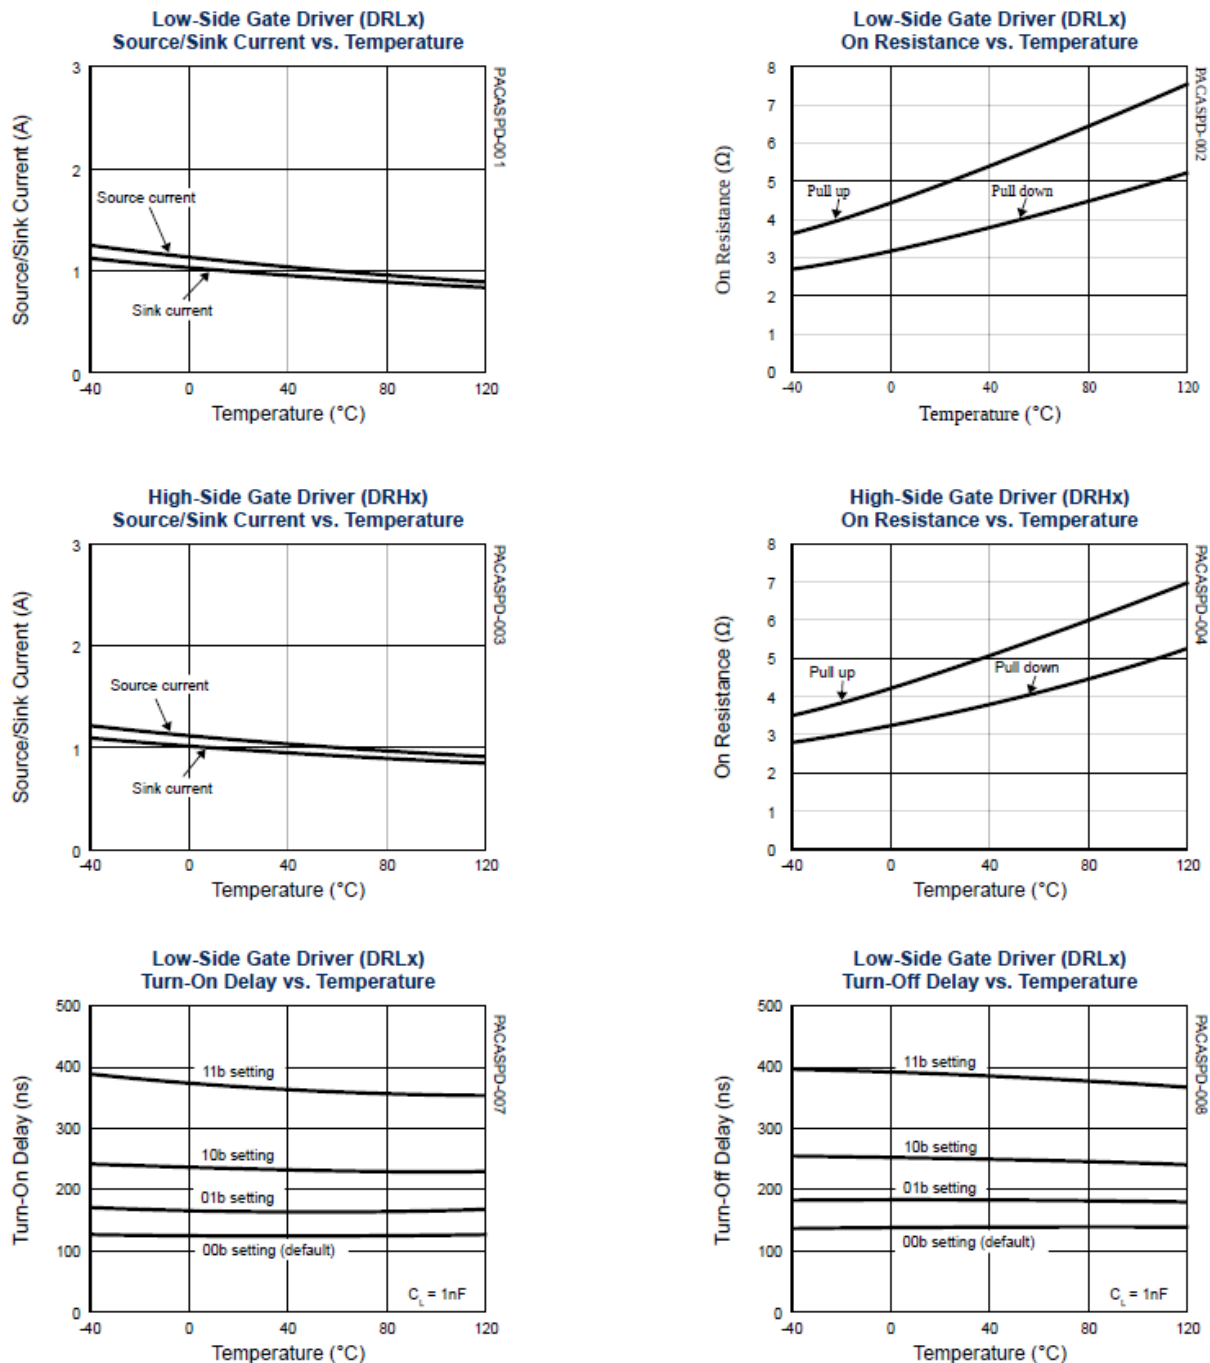 Low-Side Gate Driver (DRLx)
Source/Sink Current vs. Temperature
3
2
1
0
-40
0
40
80
120
Source/Sink Current (A)
Source current
Sink current
Temperature (°C)
PACASPD-001
Low-Side Gate Driver (DRLx)
On Resistance vs. Temperature
8
7
6
5
4
3
2
1
0
-40
0
40
80
120
On Resistance (Ω)
Pull up
Pull down
Temperature (°C)
PACASPD-002
High-Side Gate Driver (DRHx)
Source/Sink Current vs. Temperature
3
2
1
0
-40
0
40
80
120
Source/Sink Current (A)
Source current
Sink current
Temperature (°C)
PACASPD-003
High-Side Gate Driver (DRHx)
On Resistance vs. Temperature
8
7
6
5
4
3
2
1
0
-40
0
40
80
120
On Resistance (Ω)
Pull up
Pull down
Temperature (°C)
PACASPD-004
Low-Side Gate Driver (DRLx)
Turn-On Delay vs. Temperature
500
400
300
200
100
0
-40
0
40
80
120
Turn-On Delay (ns)
11b setting
10b setting
01b setting
00b setting (default)
C_L = 1nF
Temperature (°C)
PACASPD-007
Low-Side Gate Driver (DRLx)
Turn-Off Delay vs. Temperature
500
400
300
200
100
0
-40
0
40
80
120
Turn-Off Delay (ns)
11b setting
10b setting
01b setting
00b setting (default)
C_L = 1nF
Temperature (°C)
PACASPD-008